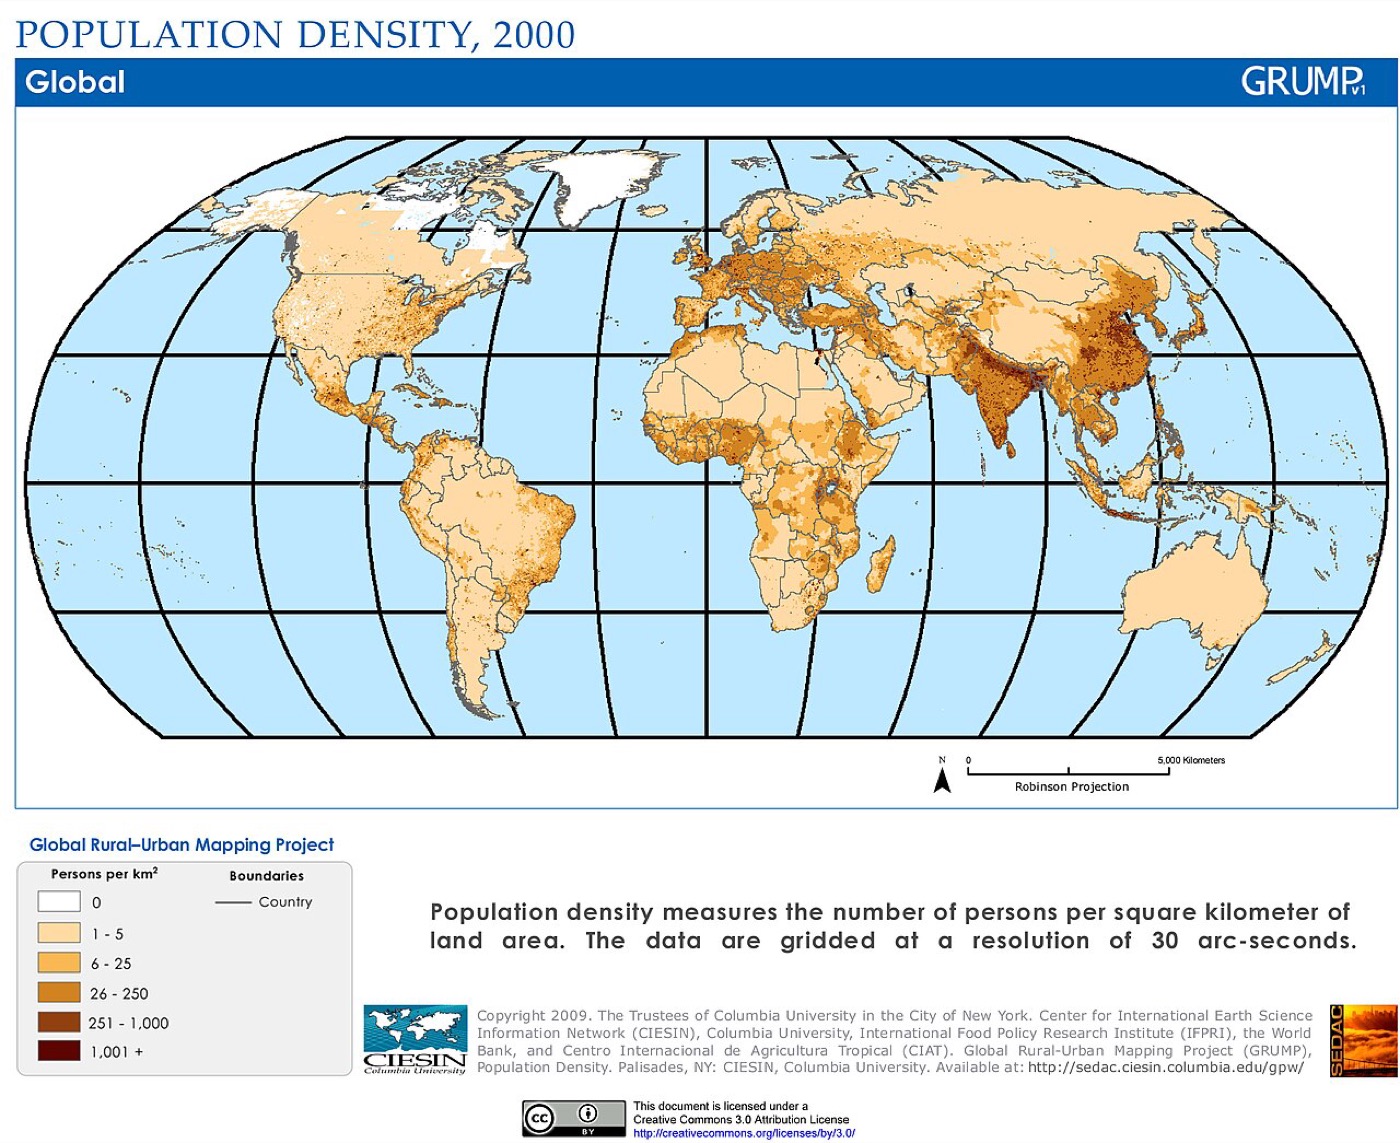 POPULATION DENSITY, 2000
Global
GRUMPv1
N
0
5,000 Kilometers
Robinson Projection
Global Rural–Urban Mapping Project
Persons per km²
Boundaries
0
Country
1 - 5
6 - 25
26 - 250
251 - 1,000
1,001 +
Population density measures the number of persons per square kilometer of
land area. The data are gridded at a resolution of 30 arc-seconds.
CIESIN
Columbia University
Copyright 2009. The Trustees of Columbia University in the City of New York. Center for International Earth Science
Information Network (CIESIN), Columbia University, International Food Policy Research Institute (IFPRI), the World
Bank, and Centro Internacional de Agricultura Tropical (CIAT). Global Rural-Urban Mapping Project (GRUMP),
Population Density. Palisades, NY: CIESIN, Columbia University. Available at: http://sedac.ciesin.columbia.edu/gpw/
SEDAC
cc
BY
This document is licensed under a
Creative Commons 3.0 Attribution License
http://creativecommons.org/licenses/by/3.0/